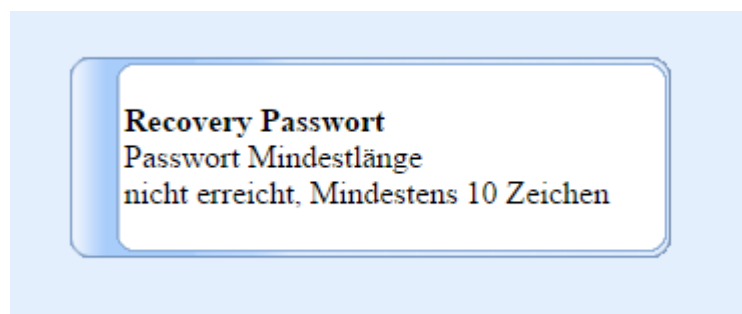 Recovery Passwort
Passwort Mindestlänge
nicht erreicht, Mindestens 10 Zeichen